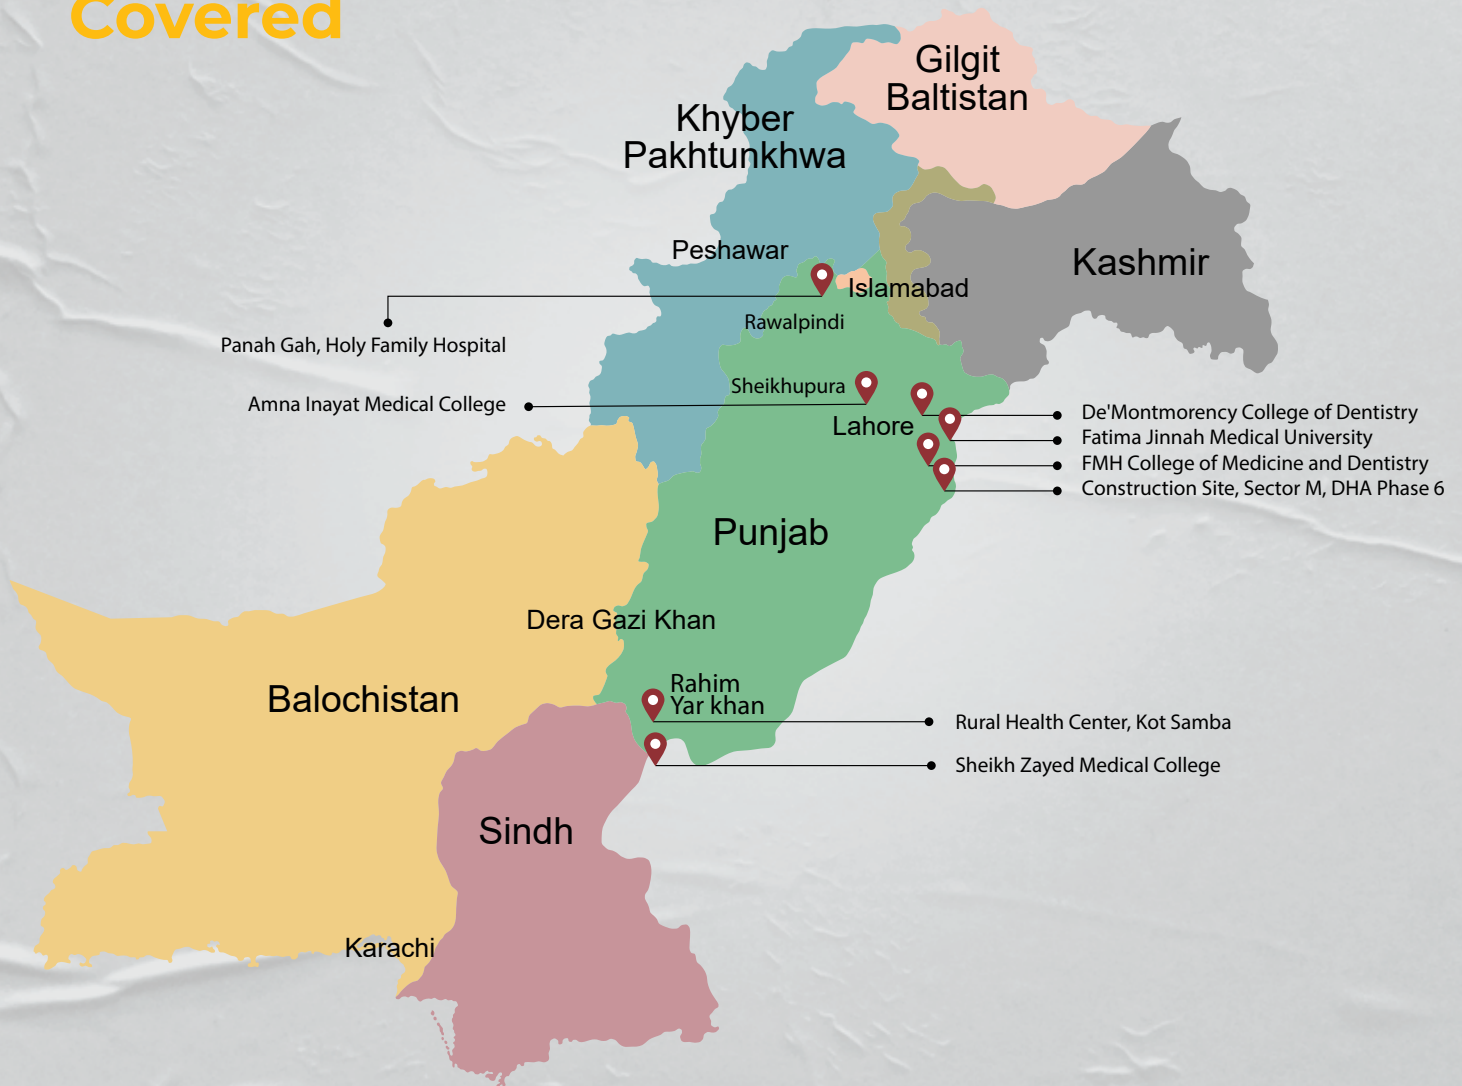 Covered
Gilgit
Baltistan
Khyber
Pakhtunkhwa
Peshawar
Kashmir
Islamabad
Rawalpindi
Panah Gah, Holy Family Hospital
Sheikhupura
Amna Inayat Medical College
Lahore
De'Montmorency College of Dentistry
Fatima Jinnah Medical University
FMH College of Medicine and Dentistry
Construction Site, Sector M, DHA Phase 6
Punjab
Dera Gazi Khan
Balochistan
Rahim
Yar khan
Rural Health Center, Kot Samba
Sheikh Zayed Medical College
Sindh
Karachi